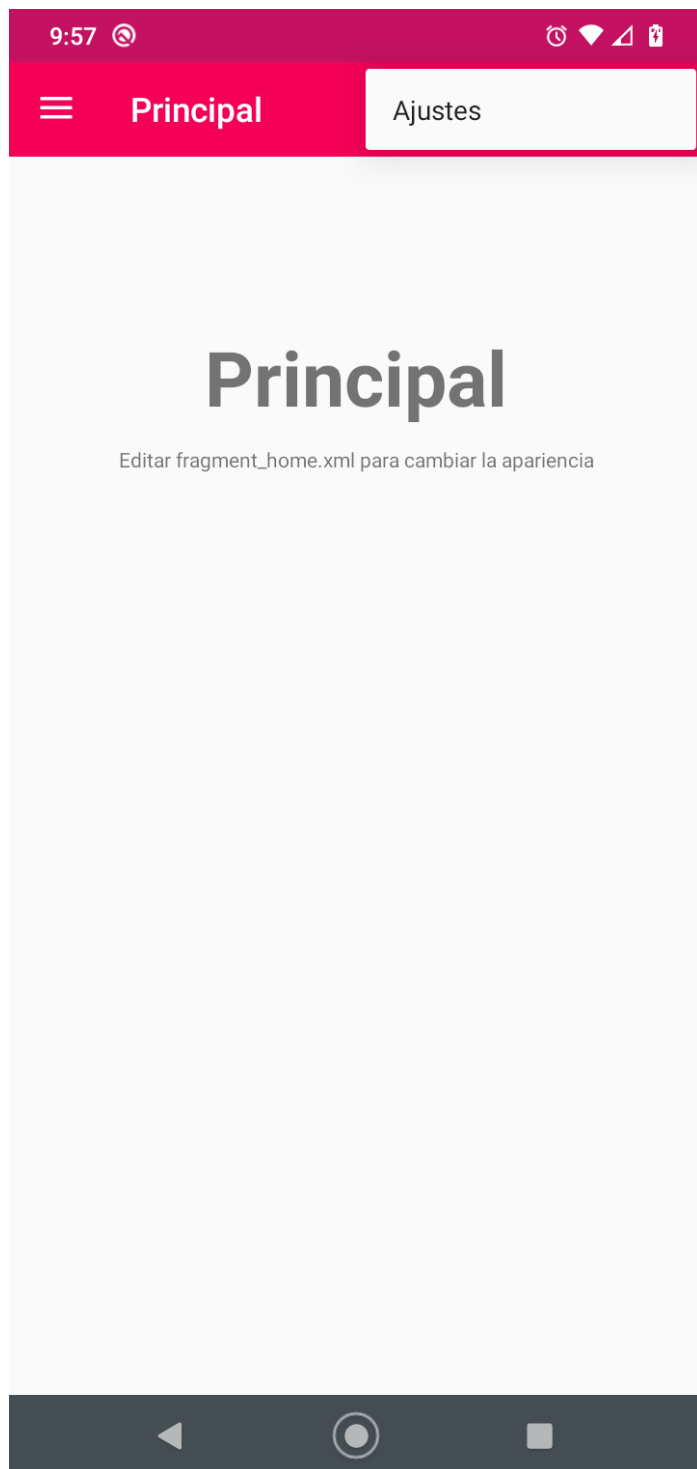 9:57
Principal
Ajustes
Principal
Editar fragment_home.xml para cambiar la apariencia